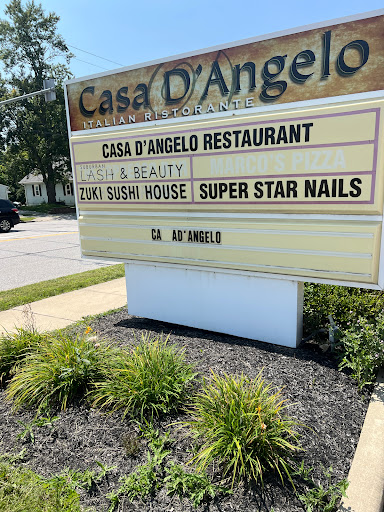 Casa D'Angelo
ITALIAN RISTORANTE
CASA D'ANGELO RESTAURANT
LASH & BEAUTY MARCO'S PIZZA
ZUKI SUSHI HOUSE SUPER STAR NAILS
CA AD'ANGELO